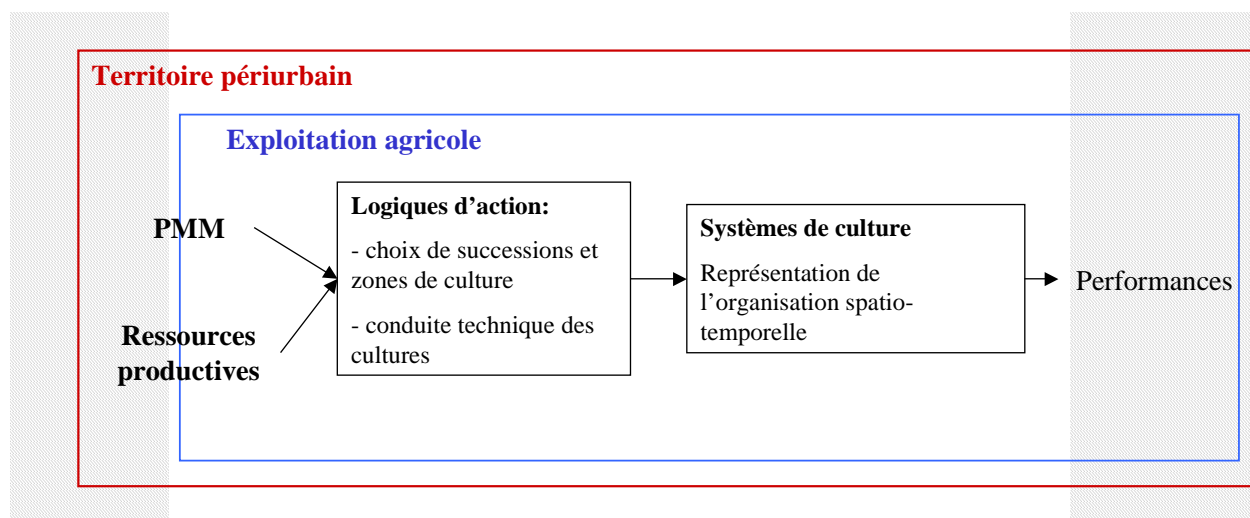 Territoire périurbain
Exploitation agricole
PMM
Ressources
productives
Logiques d'action:
- choix de successions et
zones de culture
- conduite technique des
cultures
Systèmes de culture
Représentation de
l'organisation spatio-
temporelle
Performances